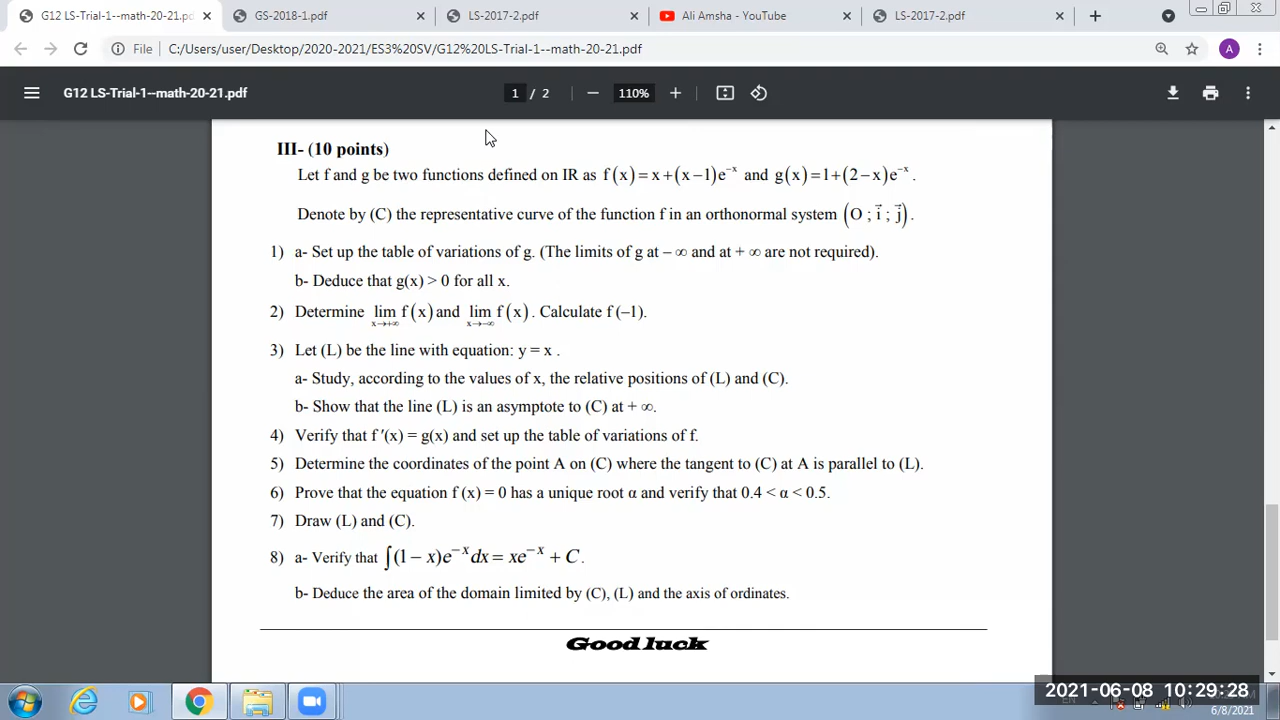 G12 LS-Trial-1--math-20-21.pd
GS-2018-1.pdf
LS-2017-2.pdf
Ali Amsha - YouTube
LS-2017-2.pdf
File
C:/Users/user/Desktop/2020-2021/ES3%20SV/G12%20LS-Trial-1--math-20-21.pdf
A
G12 LS-Trial-1--math-20-21.pdf
1 / 2
110%
III- (10 points)
Let f and g be two functions defined on IR as f(x)=x+(x−1)e^{−x} and g(x)=1+(2−x)e^{−x}.
Denote by (C) the representative curve of the function f in an orthonormal system (O ; i⃗ ; j⃗).
1) a- Set up the table of variations of g. (The limits of g at – ∞ and at + ∞ are not required).
b- Deduce that g(x) > 0 for all x.
2) Determine lim_{x→+∞} f(x) and lim_{x→−∞} f(x). Calculate f (–1).
3) Let (L) be the line with equation: y = x .
a- Study, according to the values of x, the relative positions of (L) and (C).
b- Show that the line (L) is an asymptote to (C) at + ∞.
4) Verify that f ′(x) = g(x) and set up the table of variations of f.
5) Determine the coordinates of the point A on (C) where the tangent to (C) at A is parallel to (L).
6) Prove that the equation f (x) = 0 has a unique root α and verify that 0.4 < α < 0.5.
7) Draw (L) and (C).
8) a- Verify that ∫(1 − x)e^{−x}dx = xe^{−x} + C .
b- Deduce the area of the domain limited by (C), (L) and the axis of ordinates.
Good luck
2021-06-08 10:29:28
6/8/2021